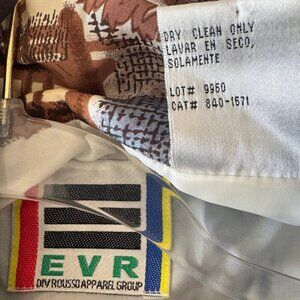 DRY CLEAN ONLY
LAVAR EN SECO,
SOLAMENTE
LOT# 9950
CAT# 840-1571
EVR
DIV ROUSSO APPAREL GROUP